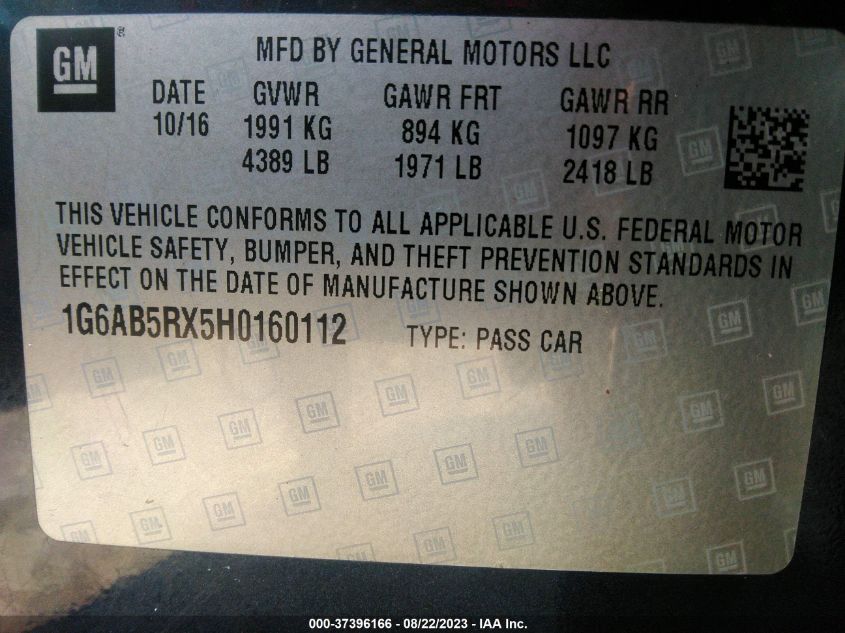 GM
MFD BY GENERAL MOTORS LLC
DATE GVWR GAWR FRT GAWR RR
10/16 1991 KG 894 KG 1097 KG
4389 LB 1971 LB 2418 LB
THIS VEHICLE CONFORMS TO ALL APPLICABLE U.S. FEDERAL MOTOR
VEHICLE SAFETY, BUMPER, AND THEFT PREVENTION STANDARDS IN
EFFECT ON THE DATE OF MANUFACTURE SHOWN ABOVE.
1G6AB5RX5H0160112 TYPE: PASS CAR
000-37396166 - 08/22/2023 - IAA Inc.